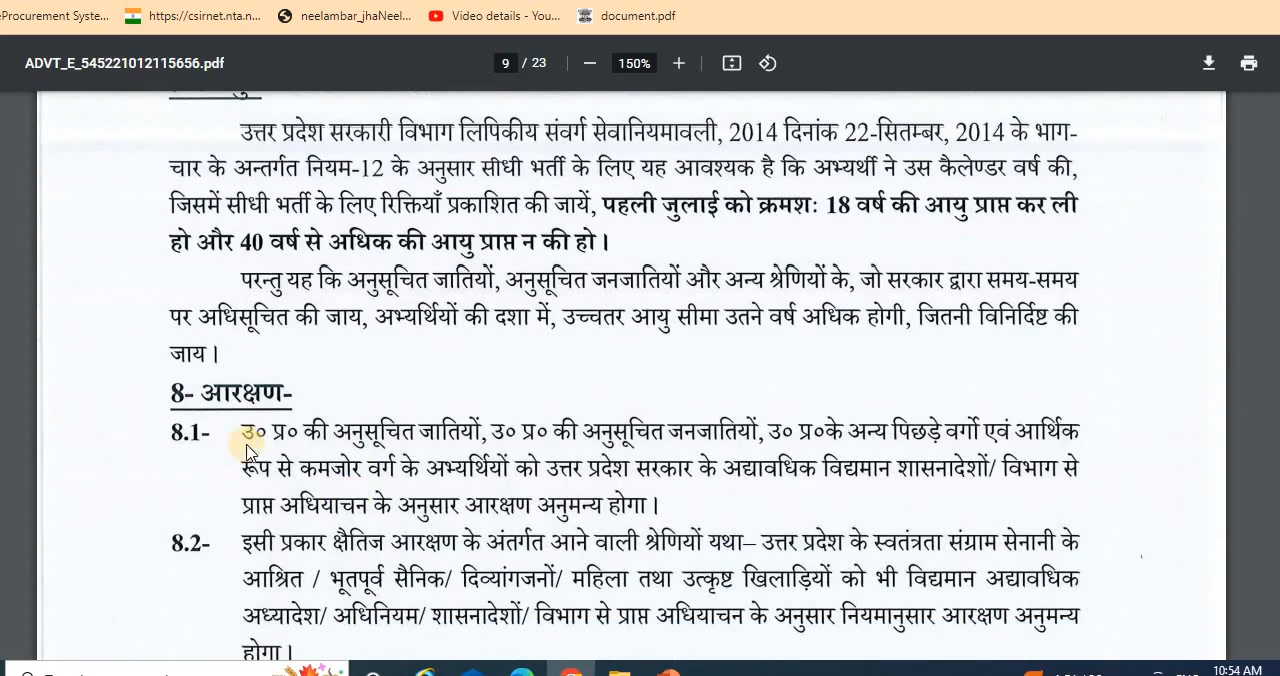 eProcurement Syste... https://csirnet.nta.n... neelambar_jhaNeel... Video details - You... document.pdf
ADVT_E_545221012115656.pdf 9 / 23 150%
उत्तर प्रदेश सरकारी विभाग लिपिकीय संवर्ग सेवानियमावली, 2014 दिनांक 22-सितम्बर, 2014 के भाग-
चार के अन्तर्गत नियम-12 के अनुसार सीधी भर्ती के लिए यह आवश्यक है कि अभ्यर्थी ने उस कैलेण्डर वर्ष की,
जिसमें सीधी भर्ती के लिए रिक्तियाँ प्रकाशित की जायें, पहली जुलाई को क्रमश: 18 वर्ष की आयु प्राप्त कर ली
हो और 40 वर्ष से अधिक की आयु प्राप्त न की हो।
परन्तु यह कि अनुसूचित जातियों, अनुसूचित जनजातियों और अन्य श्रेणियों के, जो सरकार द्वारा समय-समय
पर अधिसूचित की जाय, अभ्यर्थियों की दशा में, उच्चतर आयु सीमा उतने वर्ष अधिक होगी, जितनी विनिर्दिष्ट की
जाय।
8- आरक्षण-
8.1- उ० प्र० की अनुसूचित जातियों, उ० प्र० की अनुसूचित जनजातियों, उ० प्र०के अन्य पिछड़े वर्गो एवं आर्थिक
रूप से कमजोर वर्ग के अभ्यर्थियों को उत्तर प्रदेश सरकार के अद्यावधिक विद्यमान शासनादेशों/ विभाग से
प्राप्त अधियाचन के अनुसार आरक्षण अनुमन्य होगा।
8.2- इसी प्रकार क्षैतिज आरक्षण के अंतर्गत आने वाली श्रेणियों यथा– उत्तर प्रदेश के स्वतंत्रता संग्राम सेनानी के
आश्रित / भूतपूर्व सैनिक/ दिव्यांगजनों/ महिला तथा उत्कृष्ट खिलाड़ियों को भी विद्यमान अद्यावधिक
अध्यादेश/ अधिनियम/ शासनादेशों/ विभाग से प्राप्त अधियाचन के अनुसार नियमानुसार आरक्षण अनुमन्य
होगा।
10:54 AM